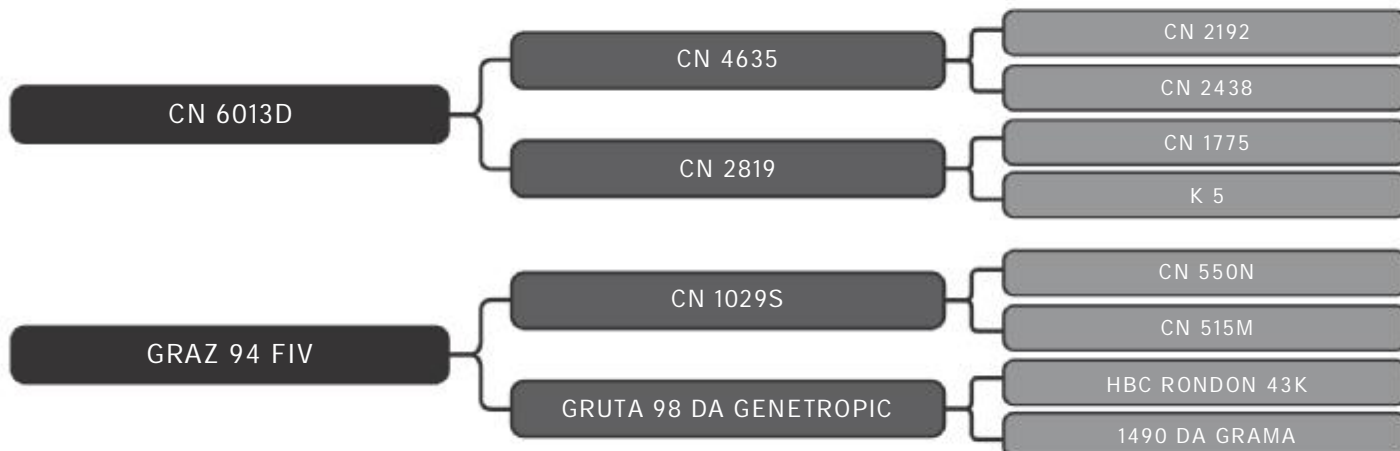 CN 2192
CN 4635
CN 2438
CN 6013D
CN 1775
CN 2819
K 5
CN 550N
CN 1029S
CN 515M
GRAZ 94 FIV
HBC RONDON 43K
GRUTA 98 DA GENETROPIC
1490 DA GRAMA